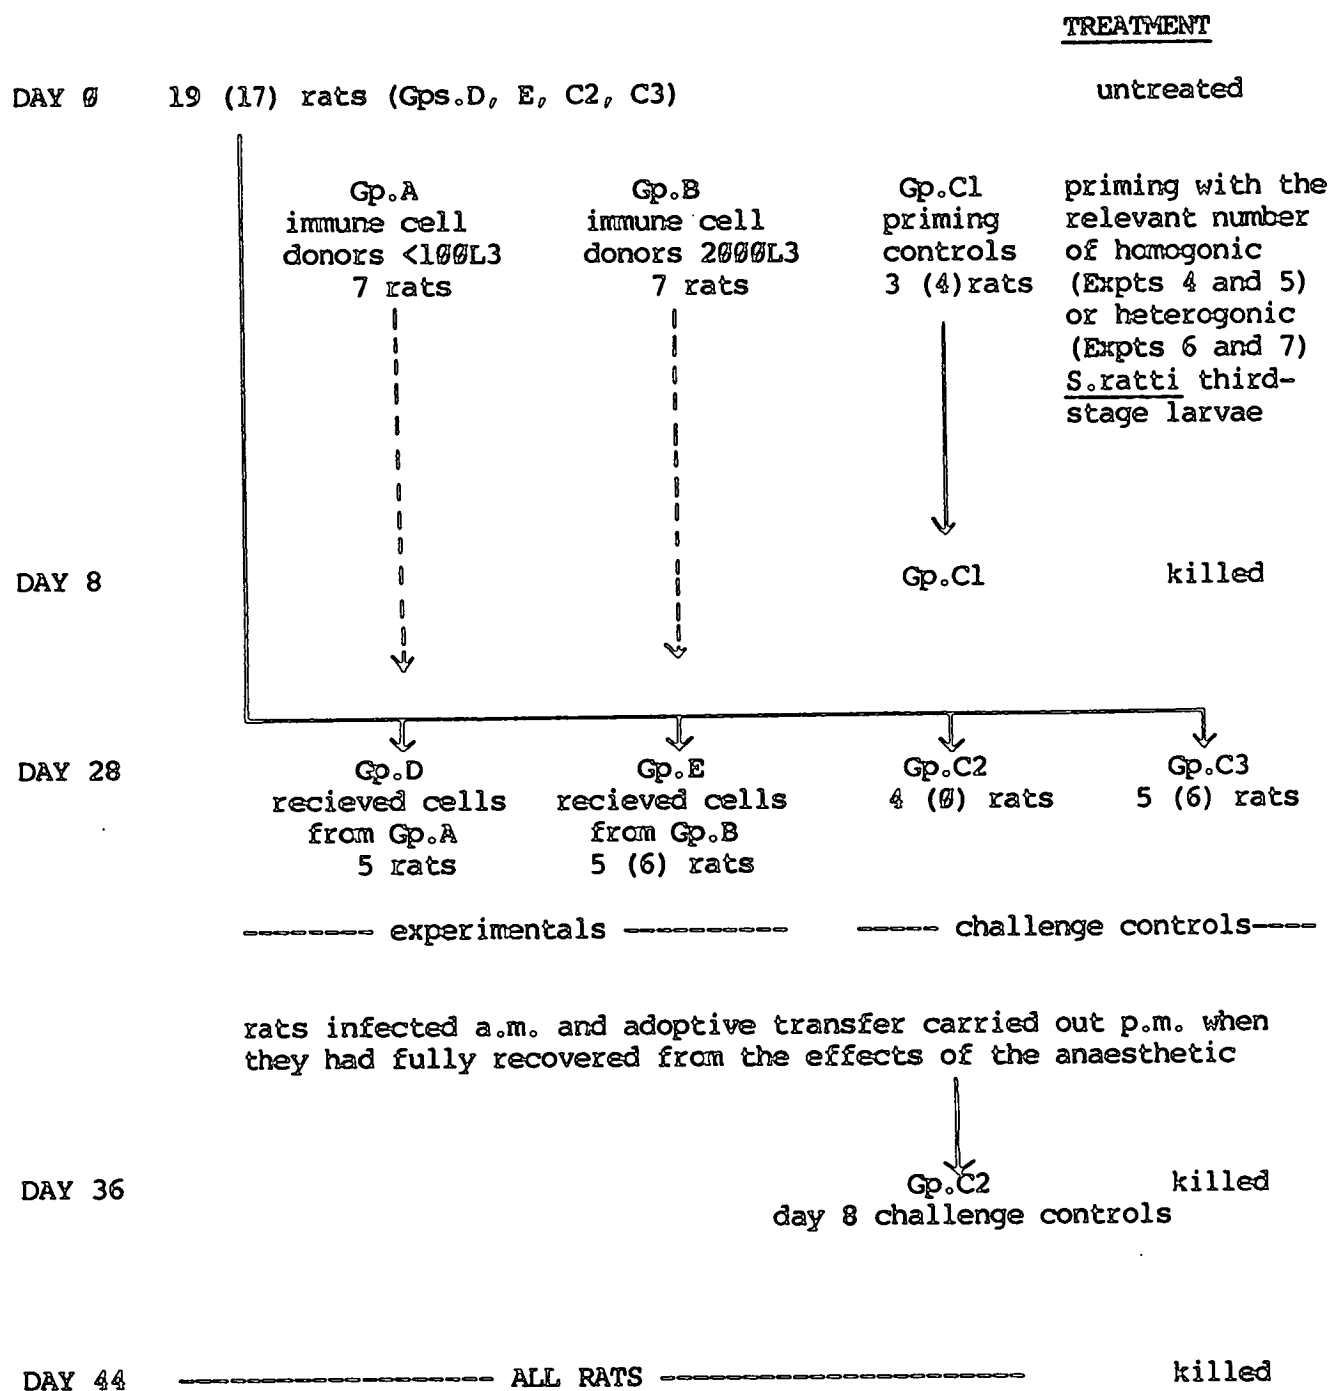 TREATMENT
DAY 0 19 (17) rats (Gps.D, E, C2, C3) untreated
Gp.A
immune cell
donors <100L3
7 rats
Gp.B
immune cell
donors 2000L3
7 rats
Gp.C1
priming
controls
3 (4)rats
priming with the
relevant number
of homogonic
(Expts 4 and 5)
or heterogonic
(Expts 6 and 7)
S.ratti third-
stage larvae
DAY 8 Gp.C1 killed
DAY 28
Gp.D
recieved cells
from Gp.A
5 rats
Gp.E
recieved cells
from Gp.B
5 (6) rats
Gp.C2
4 (0) rats
Gp.C3
5 (6) rats
-------- experimentals ---------- ----- challenge controls----
rats infected a.m. and adoptive transfer carried out p.m. when
they had fully recovered from the effects of the anaesthetic
DAY 36 Gp.C2 killed
day 8 challenge controls
DAY 44 ------------------- ALL RATS ---------------------- killed